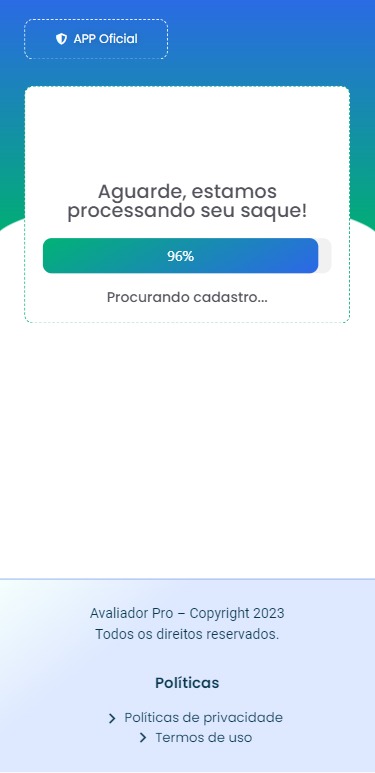 APP Oficial
Aguarde, estamos
processando seu saque!
96%
Procurando cadastro...
Avaliador Pro – Copyright 2023
Todos os direitos reservados.
Políticas
Políticas de privacidade
Termos de uso